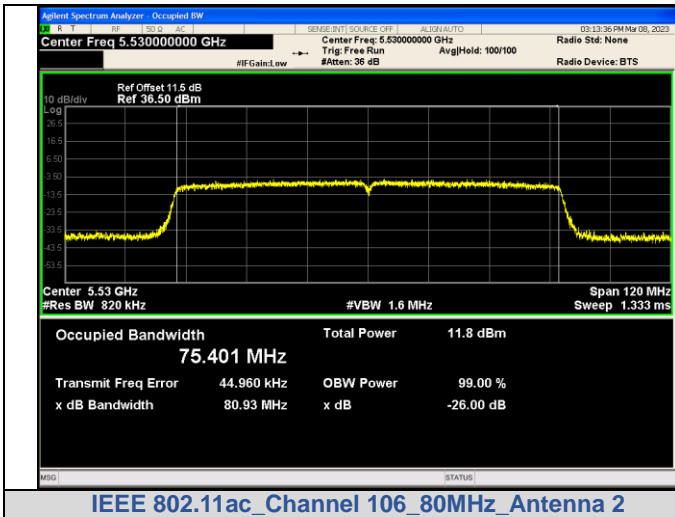 Agilent Spectrum Analyzer - Occupied BW
R T RF 50 Ω AC SENSE:INT SOURCE OFF ALIGN AUTO 03:13:36 PM Mar 08, 2023
Center Freq 5.530000000 GHz Center Freq: 5.530000000 GHz Radio Std: None
Trig: Free Run Avg|Hold: 100/100
#IFGain:Low #Atten: 36 dB Radio Device: BTS
Ref Offset 11.5 dB
10 dB/div Ref 36.50 dBm
Log
26.5
16.5
6.50
-3.50
-13.5
-23.5
-33.5
-43.5
-53.5
Center 5.53 GHz Span 120 MHz
#Res BW 820 kHz #VBW 1.6 MHz Sweep 1.333 ms
Occupied Bandwidth Total Power 11.8 dBm
75.401 MHz
Transmit Freq Error 44.960 kHz OBW Power 99.00 %
x dB Bandwidth 80.93 MHz x dB -26.00 dB
MSG STATUS
IEEE 802.11ac_Channel 106_80MHz_Antenna 2